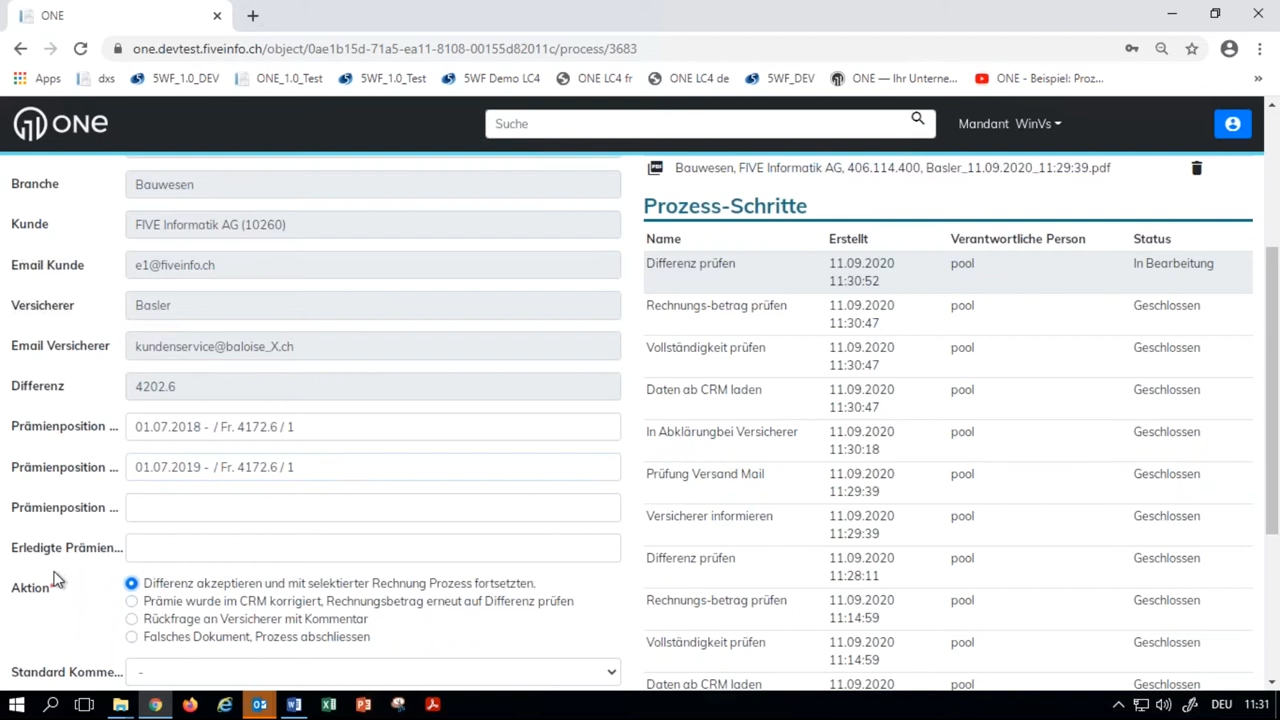 ONE
one.devtest.fiveinfo.ch/object/0ae1b15d-71a5-ea11-8108-00155d82011c/process/3683
Apps dxs 5WF_1.0_DEV ONE_1.0_Test 5WF_1.0_Test 5WF Demo LC4 ONE LC4 fr ONE LC4 de 5WF_DEV ONE — Ihr Unterne... ONE - Beispiel: Proz... »
ONE Suche Mandant WinVs
Bauwesen, FIVE Informatik AG, 406.114.400, Basler_11.09.2020_11:29:39.pdf
Branche Bauwesen
Kunde FIVE Informatik AG (10260)
Email Kunde e1@fiveinfo.ch
Versicherer Basler
Email Versicherer kundenservice@baloise_X.ch
Differenz 4202.6
Prämienposition ... 01.07.2018 - / Fr. 4172.6 / 1
Prämienposition ... 01.07.2019 - / Fr. 4172.6 / 1
Prämienposition ...
Erledigte Prämien...
Aktion
Differenz akzeptieren und mit selektierter Rechnung Prozess fortsetzten.
Prämie wurde im CRM korrigiert, Rechnungsbetrag erneut auf Differenz prüfen
Rückfrage an Versicherer mit Kommentar
Falsches Dokument, Prozess abschliessen
Standard Komme... -
Prozess-Schritte
Name Erstellt Verantwortliche Person Status
Differenz prüfen 11.09.2020 pool In Bearbeitung
11:30:52
Rechnungs-betrag prüfen 11.09.2020 pool Geschlossen
11:30:47
Vollständigkeit prüfen 11.09.2020 pool Geschlossen
11:30:47
Daten ab CRM laden 11.09.2020 pool Geschlossen
11:30:47
In Abklärungbei Versicherer 11.09.2020 pool Geschlossen
11:30:18
Prüfung Versand Mail 11.09.2020 pool Geschlossen
11:29:39
Versicherer informieren 11.09.2020 pool Geschlossen
11:29:39
Differenz prüfen 11.09.2020 pool Geschlossen
11:28:11
Rechnungs-betrag prüfen 11.09.2020 pool Geschlossen
11:14:59
Vollständigkeit prüfen 11.09.2020 pool Geschlossen
11:14:59
Daten ab CRM laden 11.09.2020 pool Geschlossen
DEU 11:31